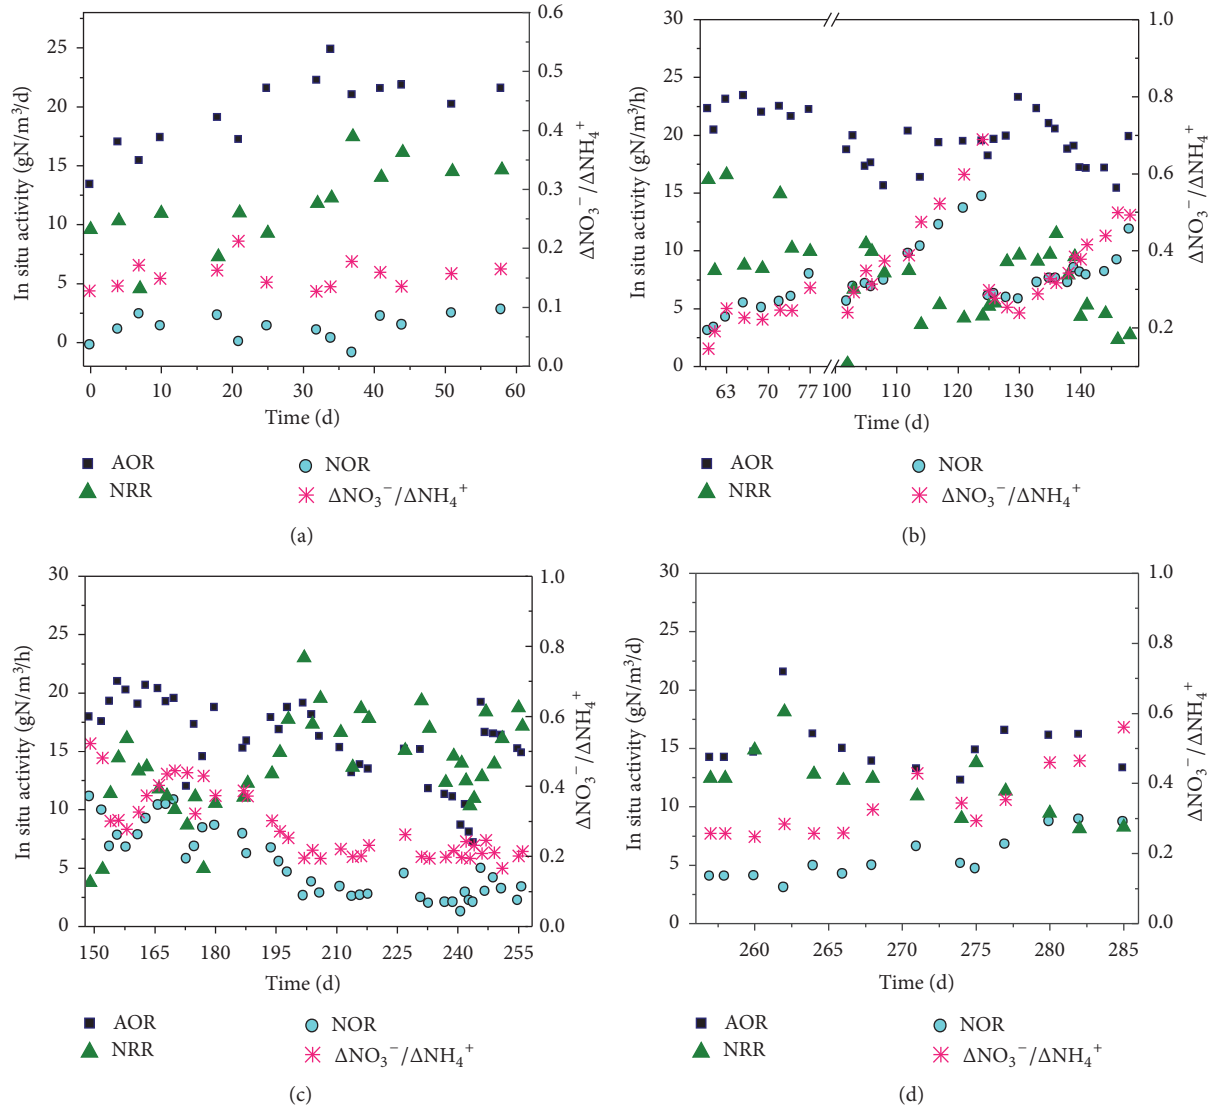 In situ activity (gN/m³/d)
25
20
15
10
5
0
0.6
0.5
0.4
0.3
0.2
0.1
0.0
ΔNO₃⁻/ΔNH₄⁺
0 10 20 30 40 50 60
Time (d)
AOR NOR
NRR ΔNO₃⁻/ΔNH₄⁺
(a)
In situ activity (gN/m³/h)
30
25
20
15
10
5
0
1.0
0.8
0.6
0.4
0.2
ΔNO₃⁻/ΔNH₄⁺
63 70 77 100 110 120 130 140
Time (d)
AOR NOR
NRR ΔNO₃⁻/ΔNH₄⁺
(b)
In situ activity (gN/m³/h)
30
25
20
15
10
5
0
1.0
0.8
0.6
0.4
0.2
0.0
ΔNO₃⁻/ΔNH₄⁺
150 165 180 195 210 225 240 255
Time (d)
AOR NOR
NRR ΔNO₃⁻/ΔNH₄⁺
(c)
In situ activity (gN/m³/d)
30
25
20
15
10
5
0
1.0
0.8
0.6
0.4
0.2
0.0
ΔNO₃⁻/ΔNH₄⁺
260 265 271 275 280 285
Time (d)
AOR NOR
NRR ΔNO₃⁻/ΔNH₄⁺
(d)